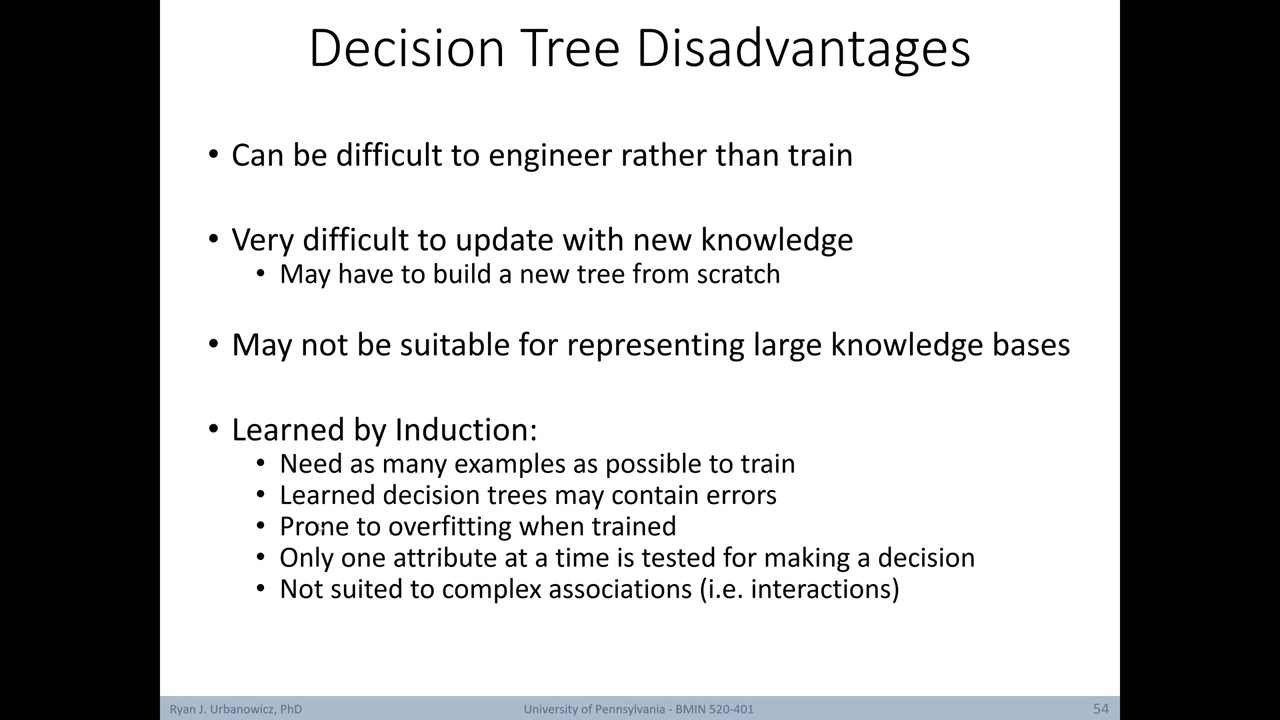 Decision Tree Disadvantages
• Can be difficult to engineer rather than train
• Very difficult to update with new knowledge
• May have to build a new tree from scratch
• May not be suitable for representing large knowledge bases
• Learned by Induction:
• Need as many examples as possible to train
• Learned decision trees may contain errors
• Prone to overfitting when trained
• Only one attribute at a time is tested for making a decision
• Not suited to complex associations (i.e. interactions)
Ryan J. Urbanowicz, PhD University of Pennsylvania - BMIN 520-401 54